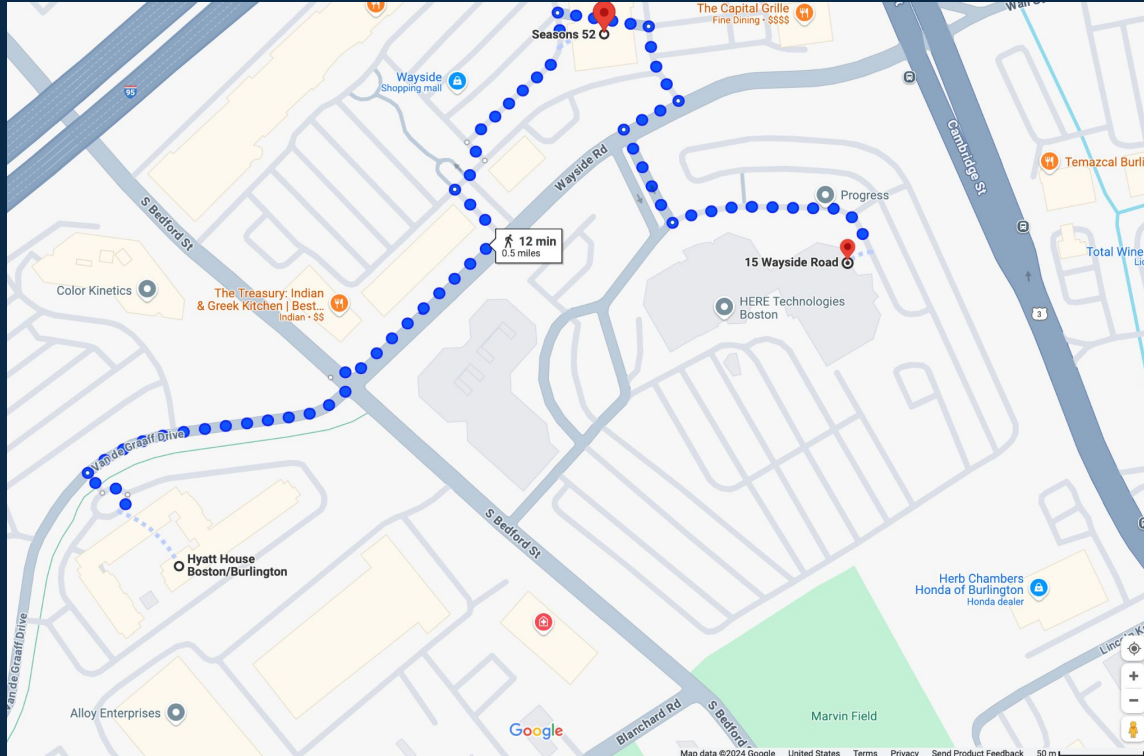 The Capital Grille
Fine Dining • $$$$
Wall
Seasons 52
Wayside
Shopping mall
95
Wayside Rd
Cambridge St
Temazcal Burli
S Bedford St
Progress
12 min
0.5 miles
15 Wayside Road
Total Wine
Color Kinetics
The Treasury: Indian
& Greek Kitchen | Best...
Indian • $$
HERE Technologies
Boston
3
Van de Graaff Drive
S Bedford St
Hyatt House
Boston/Burlington
Herb Chambers
Honda of Burlington
Honda dealer
Van de Graaff Drive
Alloy Enterprises
Google
Blanchard Rd
S Bedford
Marvin Field
Map data ©2024 Google United States Terms Privacy Send Product Feedback 50 m